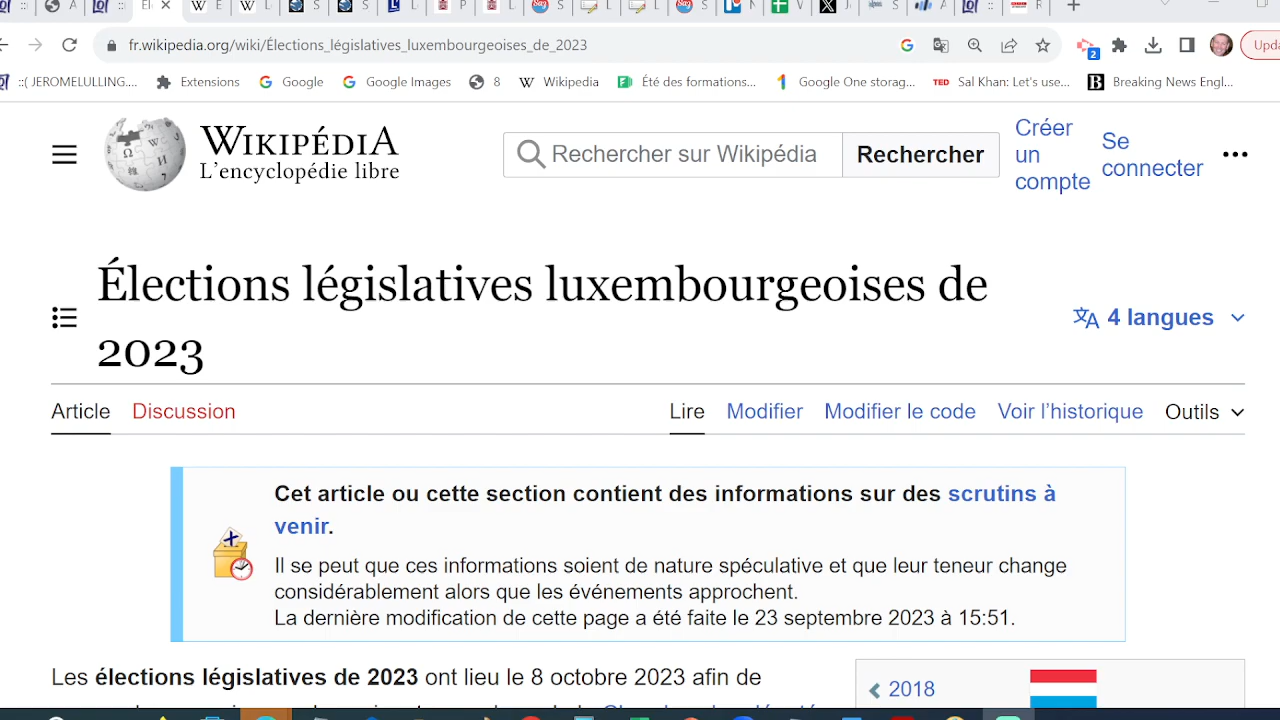 fr.wikipedia.org/wiki/Élections_législatives_luxembourgeoises_de_2023
2
::( JEROMELULLING.... Extensions Google Google Images 8 Wikipedia Été des formations... Google One storag... TED Sal Khan: Let's use... B Breaking News Engl...
WIKIPÉDIA
L'encyclopédie libre
Rechercher sur Wikipédia
Rechercher
Créer
un
compte
Se
connecter
Élections législatives luxembourgeoises de
2023
4 langues
Article Discussion Lire Modifier Modifier le code Voir l'historique Outils
Cet article ou cette section contient des informations sur des scrutins à
venir.
Il se peut que ces informations soient de nature spéculative et que leur teneur change
considérablement alors que les événements approchent.
La dernière modification de cette page a été faite le 23 septembre 2023 à 15:51.
Les élections législatives de 2023 ont lieu le 8 octobre 2023 afin de
2018